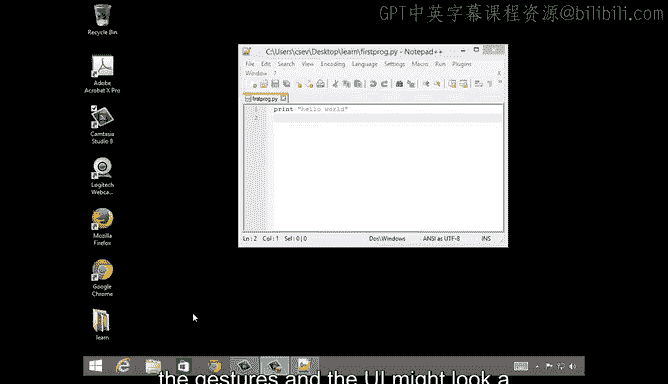 GPT中英字幕课程资源@bilibili.com
Recycle Bin
Adobe
Acrobat X Pro
Camtasia
Studio 8
Logitech
Webca...
Mozilla
Firefox
Google
Chrome
learn
C:\Users\csev\Desktop\learn\firstprog.py - Notepad++
File Edit Search View Encoding Language Settings Macro Run Plugins
Window ? X
firstprog.py
1 print "hello world"
2
Ln : 2 Col : 1 Sel : 0 | 0 Dos\Windows ANSI as UTF-8 INS
the gestures and the UI might look a